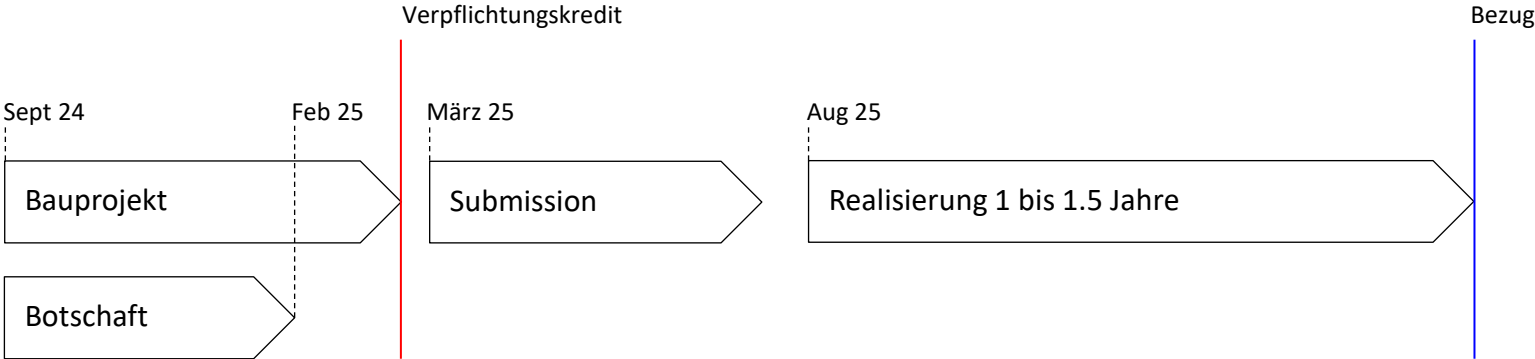 Verpflichtungskredit
Bezug
Sept 24
Feb 25
März 25
Aug 25
Bauprojekt
Submission
Realisierung 1 bis 1.5 Jahre
Botschaft